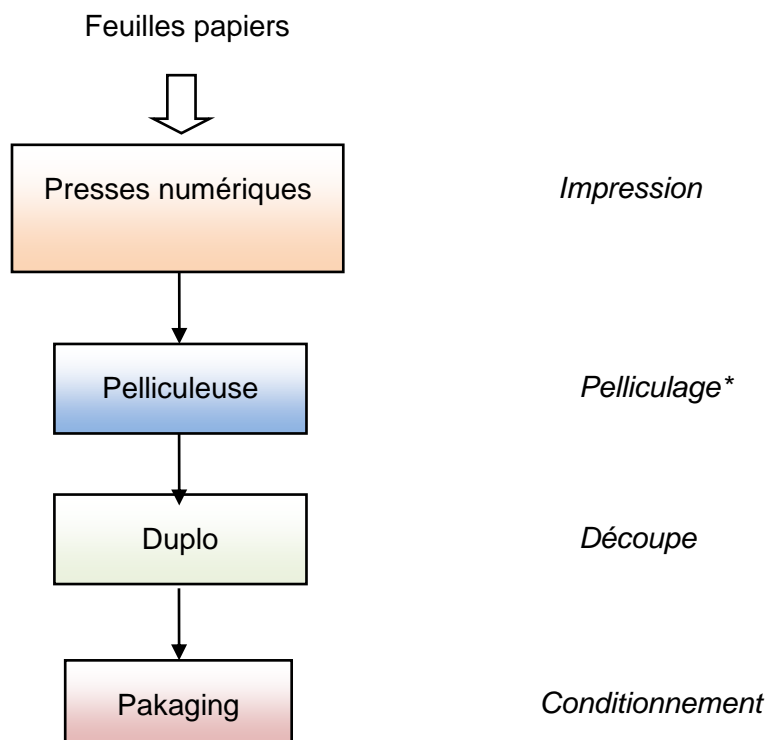 Feuilles papiers
Presses numériques
Impression
Pelliculeuse
Pelliculage*
Duplo
Découpe
Pakaging
Conditionnement